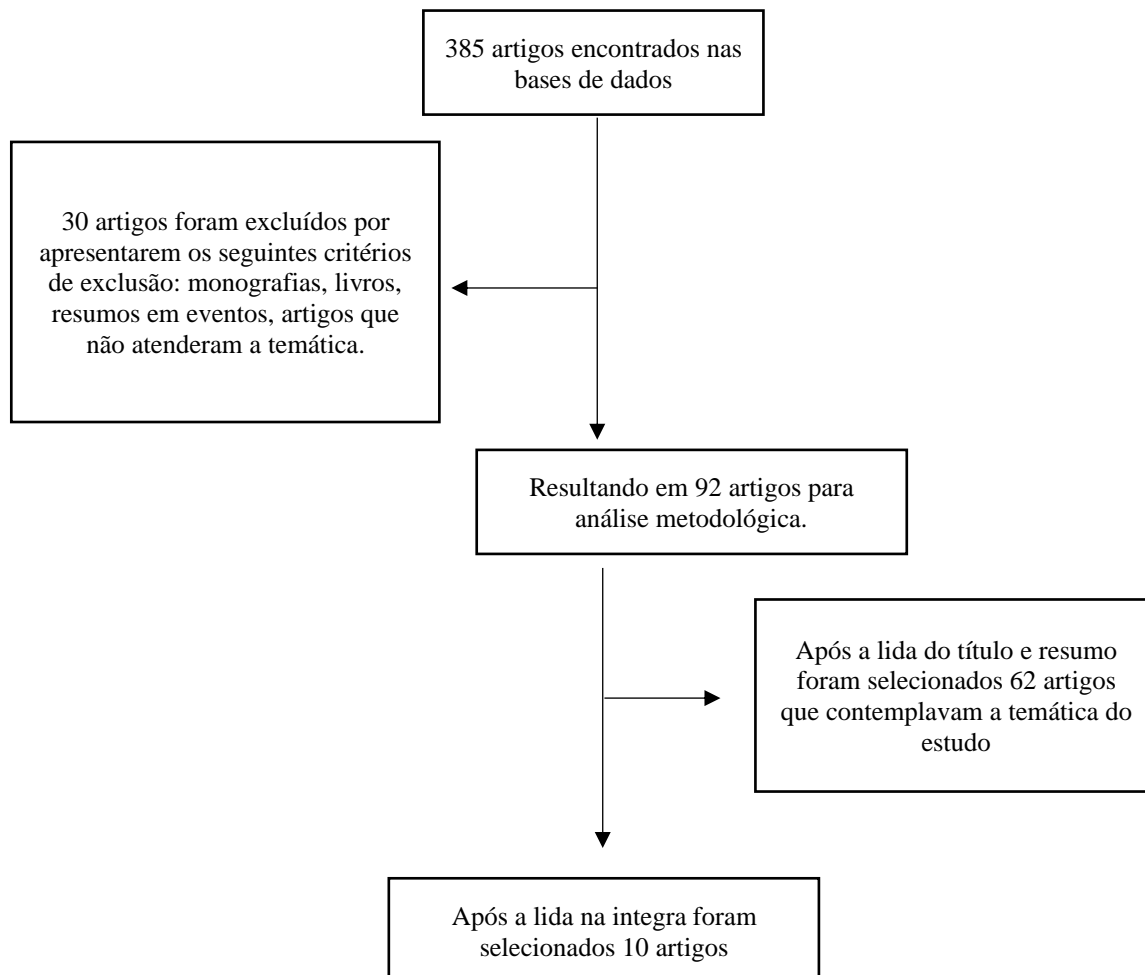 385 artigos encontrados nas
bases de dados
30 artigos foram excluídos por
apresentarem os seguintes critérios
de exclusão: monografias, livros,
resumos em eventos, artigos que
não atenderam a temática.
Resultando em 92 artigos para
análise metodológica.
Após a lida do título e resumo
foram selecionados 62 artigos
que contemplavam a temática do
estudo
Após a lida na integra foram
selecionados 10 artigos